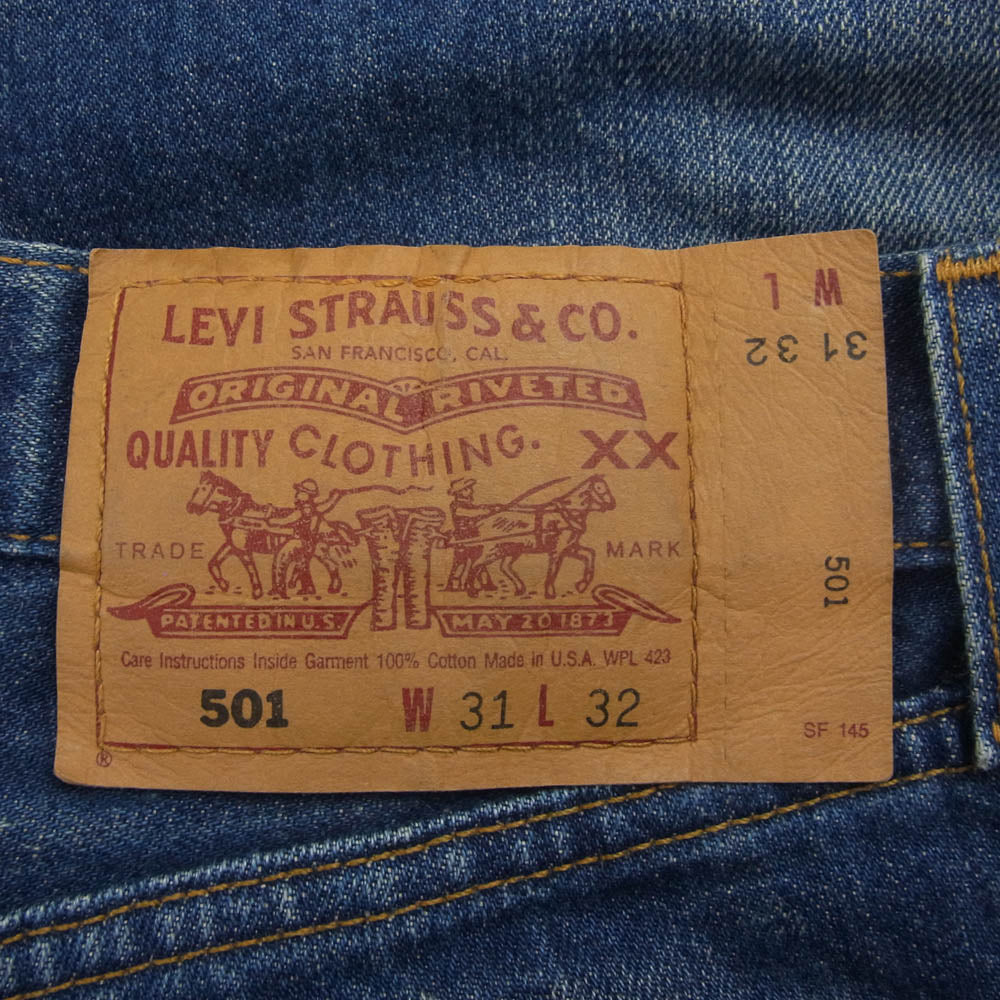 LEVI STRAUSS & CO.
SAN FRANCISCO, CAL.
ORIGINAL RIVETED
QUALITY CLOTHING. XX
TRADE MARK
PATENTED IN U.S. MAY 20 1873
Care Instructions Inside Garment 100% Cotton Made in U.S.A. WPL 423
501 W 31 L 32
®
W L
31 32
501
SF 145